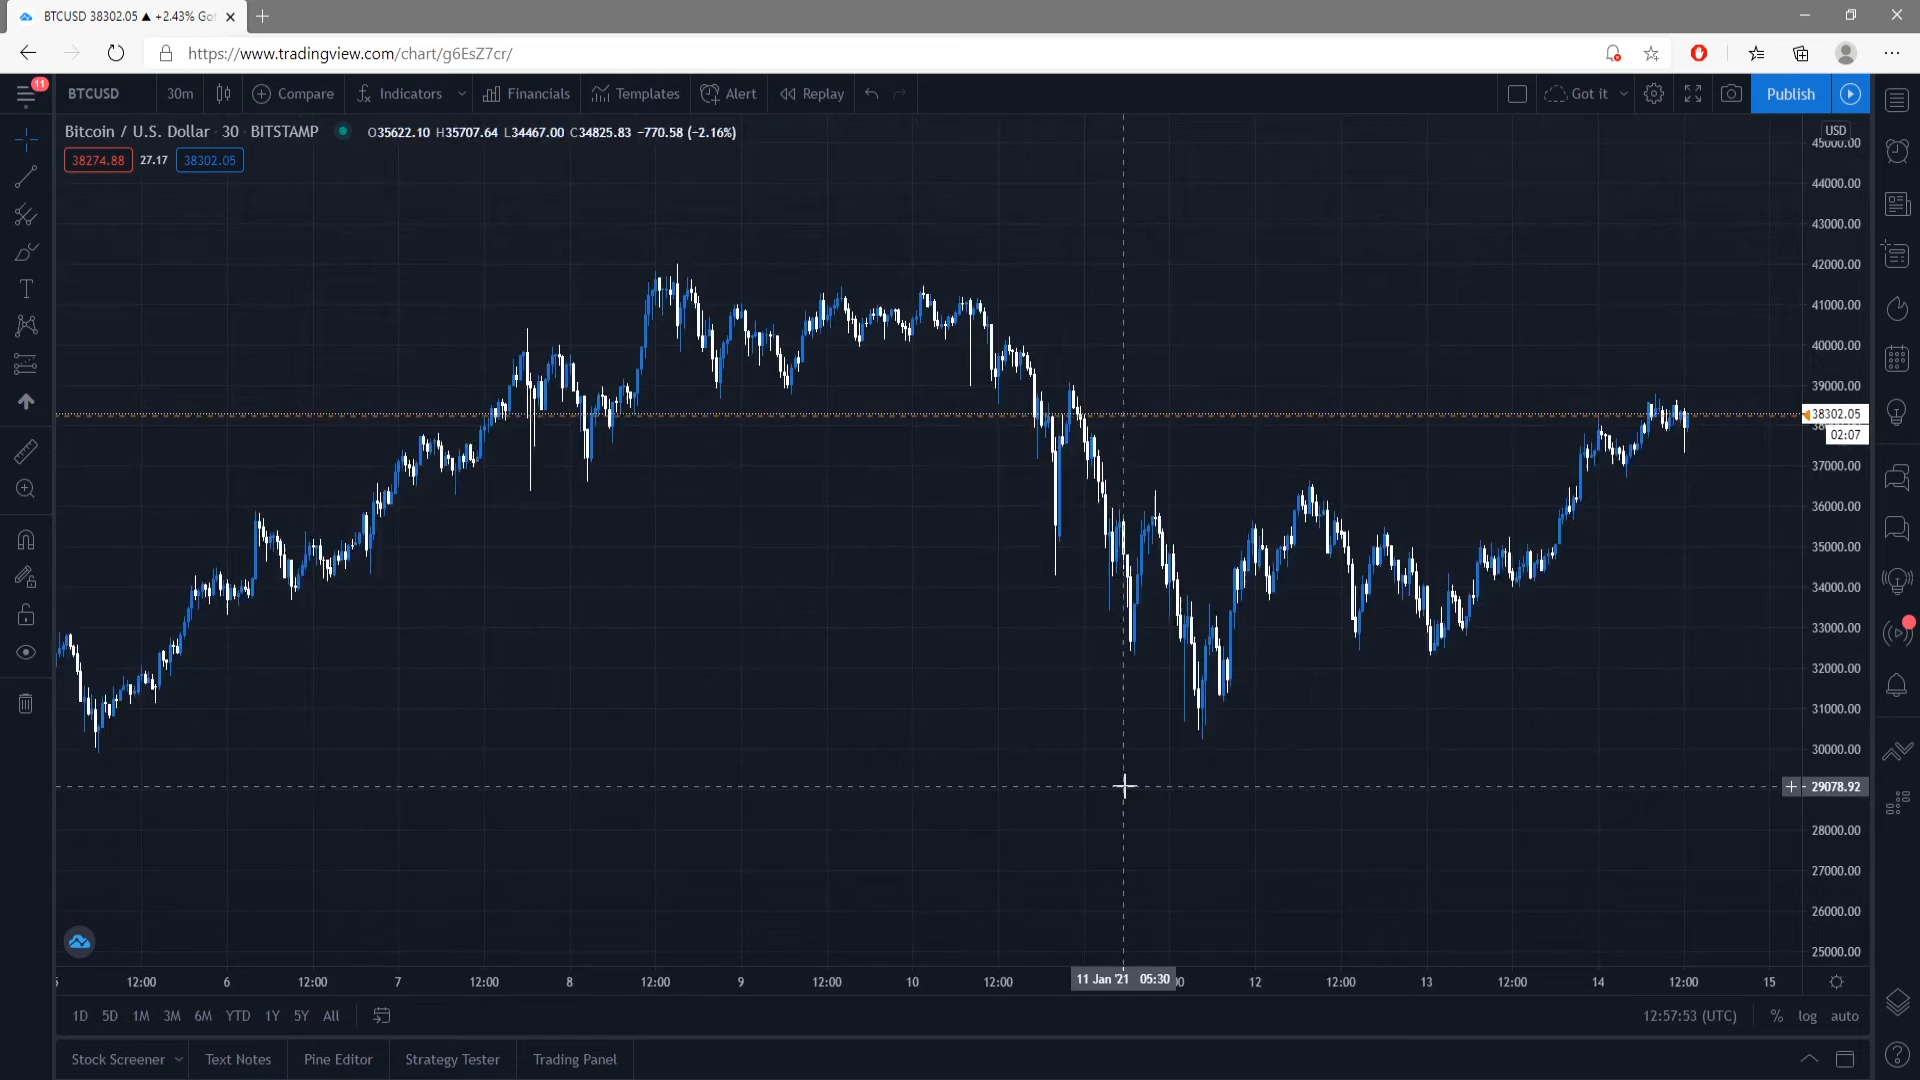 BTCUSD 38302.05 ▲ +2.43% Got
https://www.tradingview.com/chart/g6EsZ7cr/
11
BTCUSD 30m Compare Indicators Financials Templates Alert Replay Got it Publish
Bitcoin / U.S. Dollar · 30 · BITSTAMP O35622.10 H35707.64 L34467.00 C34825.83 −770.58 (−2.16%)
38274.88 27.17 38302.05
USD
45000.00
44000.00
43000.00
42000.00
41000.00
40000.00
39000.00
38302.05
02:07
37000.00
36000.00
35000.00
34000.00
33000.00
32000.00
31000.00
30000.00
29078.92
28000.00
27000.00
26000.00
25000.00
12:00 6 12:00 7 12:00 8 12:00 9 12:00 10 12:00 11 Jan '21 05:30 12 12:00 13 12:00 14 12:00 15
1D 5D 1M 3M 6M YTD 1Y 5Y All 12:57:53 (UTC) % log auto
Stock Screener Text Notes Pine Editor Strategy Tester Trading Panel